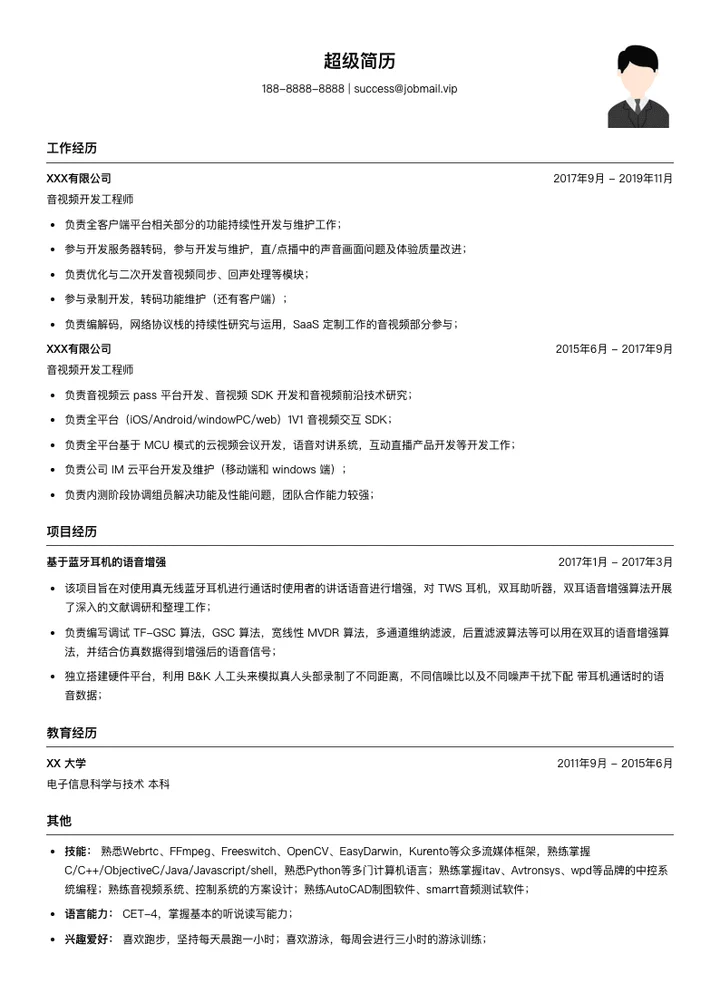 超级简历
188-8888-8888 | success@jobmail.vip
工作经历
XXX有限公司 2017年9月 - 2019年11月
音视频开发工程师
• 负责全客户端平台相关部分的功能持续性开发与维护工作；
• 参与开发服务器转码，参与开发与维护，直/点播中的声音画面问题及体验质量改进；
• 负责优化与二次开发音视频同步、回声处理等模块；
• 参与录制开发，转码功能维护（还有客户端）；
• 负责编解码，网络协议栈的持续性研究与运用，SaaS 定制工作的音视频部分参与；
XXX有限公司 2015年6月 - 2017年9月
音视频开发工程师
• 负责音视频云 pass 平台开发、音视频 SDK 开发和音视频前沿技术研究；
• 负责全平台（iOS/Android/windowPC/web）1V1 音视频交互 SDK；
• 负责全平台基于 MCU 模式的云视频会议开发，语音对讲系统，互动直播产品开发等开发工作；
• 负责公司 IM 云平台开发及维护（移动端和 windows 端）；
• 负责内测阶段协调组员解决功能及性能问题，团队合作能力较强；
项目经历
基于蓝牙耳机的语音增强 2017年1月 - 2017年3月
• 该项目旨在对使用真无线蓝牙耳机进行通话时使用者的讲话语音进行增强，对 TWS 耳机，双耳助听器，双耳语音增强算法开展
了深入的文献调研和整理工作；
• 负责编写调试 TF-GSC 算法，GSC 算法，宽线性 MVDR 算法，多通道维纳滤波，后置滤波算法等可以用在双耳的语音增强算
法，并结合仿真数据得到增强后的语音信号；
• 独立搭建硬件平台，利用 B&K 人工头来模拟真人头部录制了不同距离，不同信噪比以及不同噪声干扰下配 带耳机通话时的语
音数据；
教育经历
XX 大学 2011年9月 - 2015年6月
电子信息科学与技术 本科
其他
• 技能： 熟悉Webrtc、FFmpeg、Freeswitch、OpenCV、EasyDarwin，Kurento等众多流媒体框架，熟练掌握
C/C++/ObjectiveC/Java/Javascript/shell，熟悉Python等多门计算机语言；熟练掌握itav、Avtronsys、wpd等品牌的中控系
统编程；熟练音视频系统、控制系统的方案设计；熟练AutoCAD制图软件、smarrt音频测试软件；
• 语言能力： CET-4，掌握基本的听说读写能力；
• 兴趣爱好： 喜欢跑步，坚持每天晨跑一小时；喜欢游泳，每周会进行三小时的游泳训练；